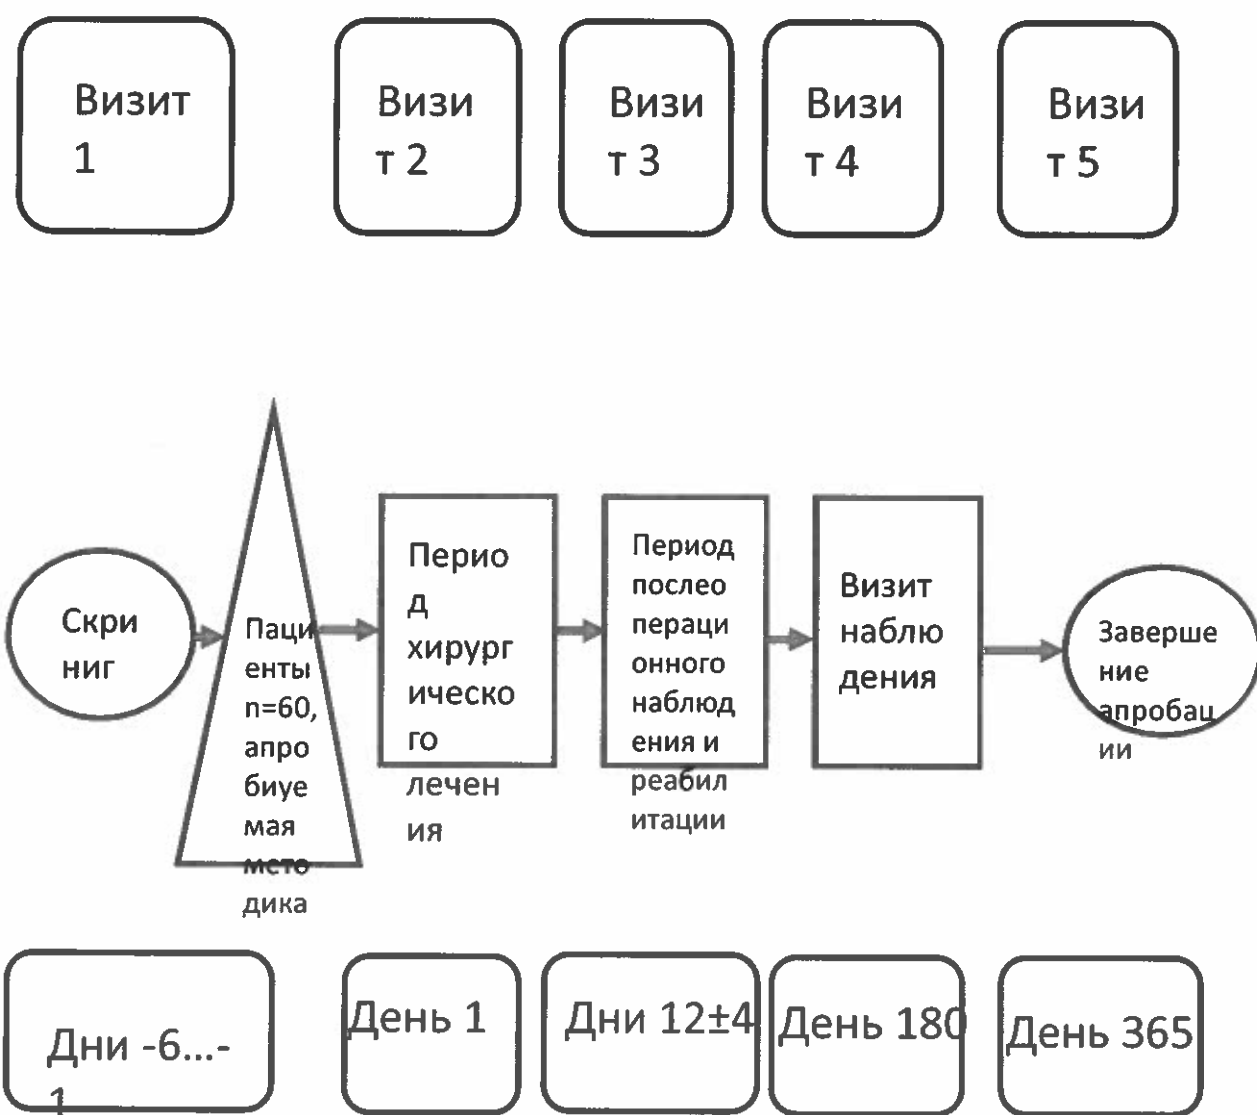 Визит
1
Визи
т 2
Визи
т 3
Визи
т 4
Визи
т 5
Скри
ниг
Паци
енты
n=60,
апро
биуе
мая
мето
дика
Перио
д
хирург
ическо
го
лечен
ия
Период
послео
пераци
онного
наблюд
ения и
реабил
итации
Визит
наблю
дения
Заверше
ние
апробац
ии
Дни -6...-
1
День 1
Дни 12±4
День 180
День 365